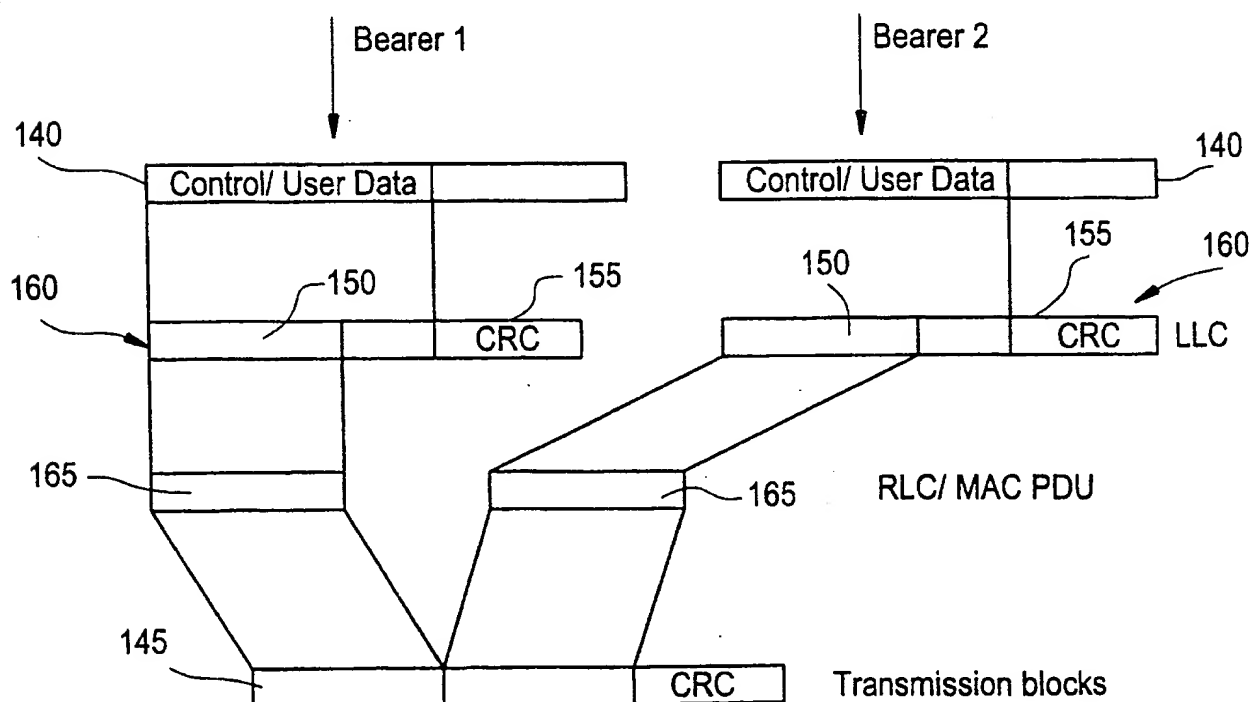 Bearer 1
Bearer 2
140
Control/ User Data
Control/ User Data
140
160
150
155
CRC
150
155
160
CRC
LLC
165
165
RLC/ MAC PDU
145
CRC
Transmission blocks